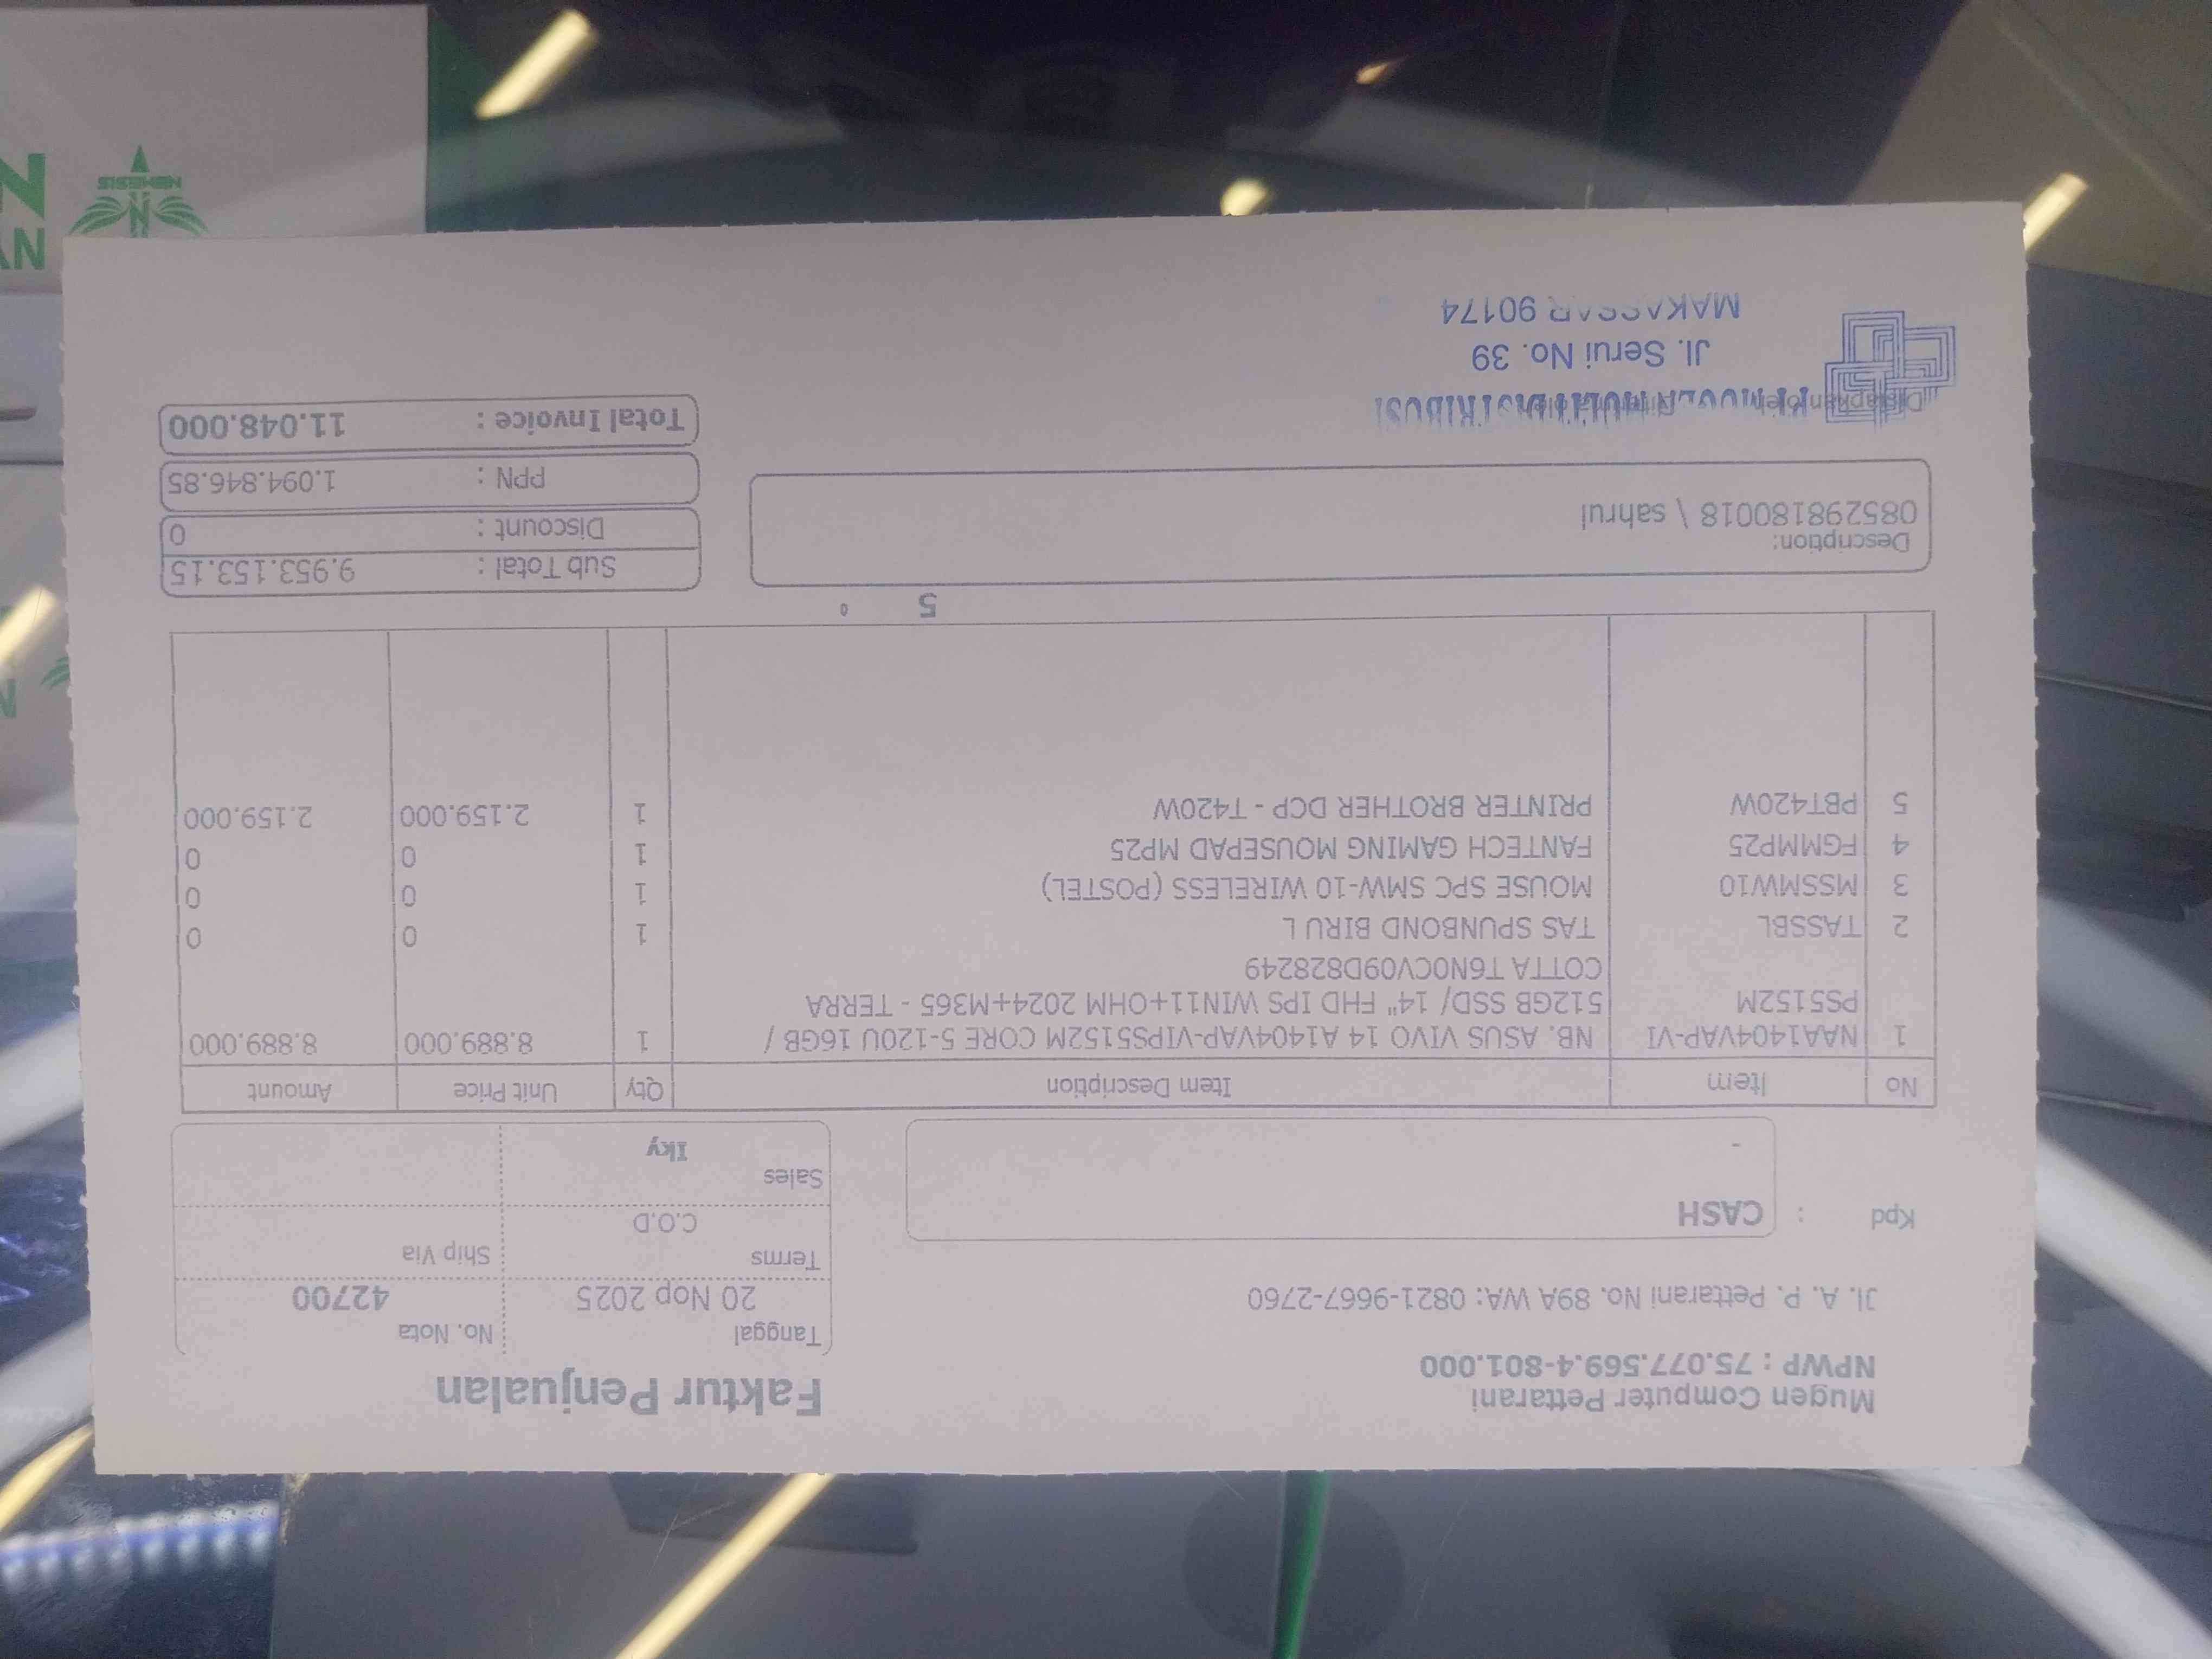 Mugen Computer Pettarani
NPWP : 75.077.569.4-801.000
Jl. A. P. Pettarani No. 89A WA: 0821-9667-2760
Faktur Penjualan
Tanggal No. Nota
20 Nop 2025 42700
Terms Ship Via
C.O.D
Sales
Iky
Kpd : CASH
-
No Item Item Description Qty Unit Price Amount
1 NAA1404VAP-VI NB. ASUS VIVO 14 A1404VAP-VIPS5152M CORE 5-120U 16GB / 1 8.889.000 8.889.000
PS5152M 512GB SSD/ 14" FHD IPS WIN11+OHM 2024+M365 - TERRA
COTTA T6N0CV09D828249
2 TASSBL TAS SPUNBOND BIRU L 1 0 0
3 MSSMW10 MOUSE SPC SMW-10 WIRELESS (POSTEL) 1 0 0
4 FGMMP25 FANTECH GAMING MOUSEPAD MP25 1 0 0
5 PBT420W PRINTER BROTHER DCP - T420W 1 2.159.000 2.159.000
5 0
Description:
085298180018 / sahrul
Sub Total : 9.953.153.15
Discount : 0
PPN : 1.094.846.85
Total Invoice : 11.048.000
MULTI DISTRIBUSI
Jl. Serui No. 39
MAKASSAR 90174
NEMESIS
N
AN
N